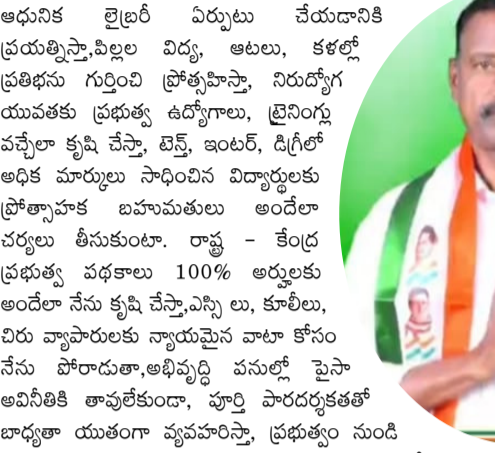 ఆధునిక లైబ్రరీ ఏర్పుటు చేయడానికి
ప్రయత్నిస్తా,పిల్లల విద్య, ఆటలు, కళల్లో
ప్రతిభను గుర్తించి ప్రోత్సహిస్తా, నిరుద్యోగ
యువతకు ప్రభుత్వ ఉద్యోగాలు, ట్రైనింగ్లు
వచ్చేలా కృషి చేస్తా, టెన్త్, ఇంటర్, డిగ్రీలో
అధిక మార్కులు సాధించిన విద్యార్థులకు
ప్రోత్సాహక బహుమతులు అందేలా
చర్యలు తీసుకుంటా. రాష్ట్ర – కేంద్ర
ప్రభుత్వ పథకాలు 100% అర్హులకు
అందేలా నేను కృషి చేస్తా,ఎస్సి లు, కూలీలు,
చిరు వ్యాపారులకు న్యాయమైన వాటా కోసం
నేను పోరాడుతా,అభివృద్ధి పనుల్లో పైసా
అవినీతికి తావులేకుండా, పూర్తి పారదర్శకతతో
బాధ్యతా యుతంగా వ్యవహరిస్తా, ప్రభుత్వం నుండి